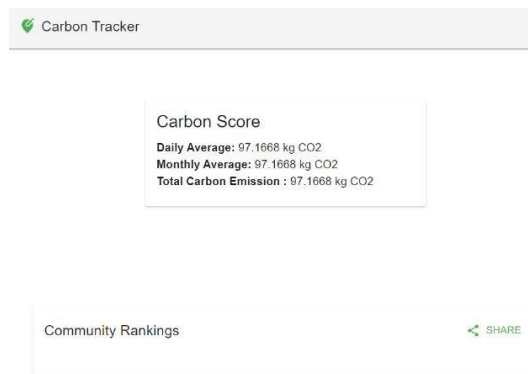 Carbon Tracker
Carbon Score
Daily Average: 97.1668 kg CO2
Monthly Average: 97.1668 kg CO2
Total Carbon Emission : 97.1668 kg CO2
Community Rankings
SHARE